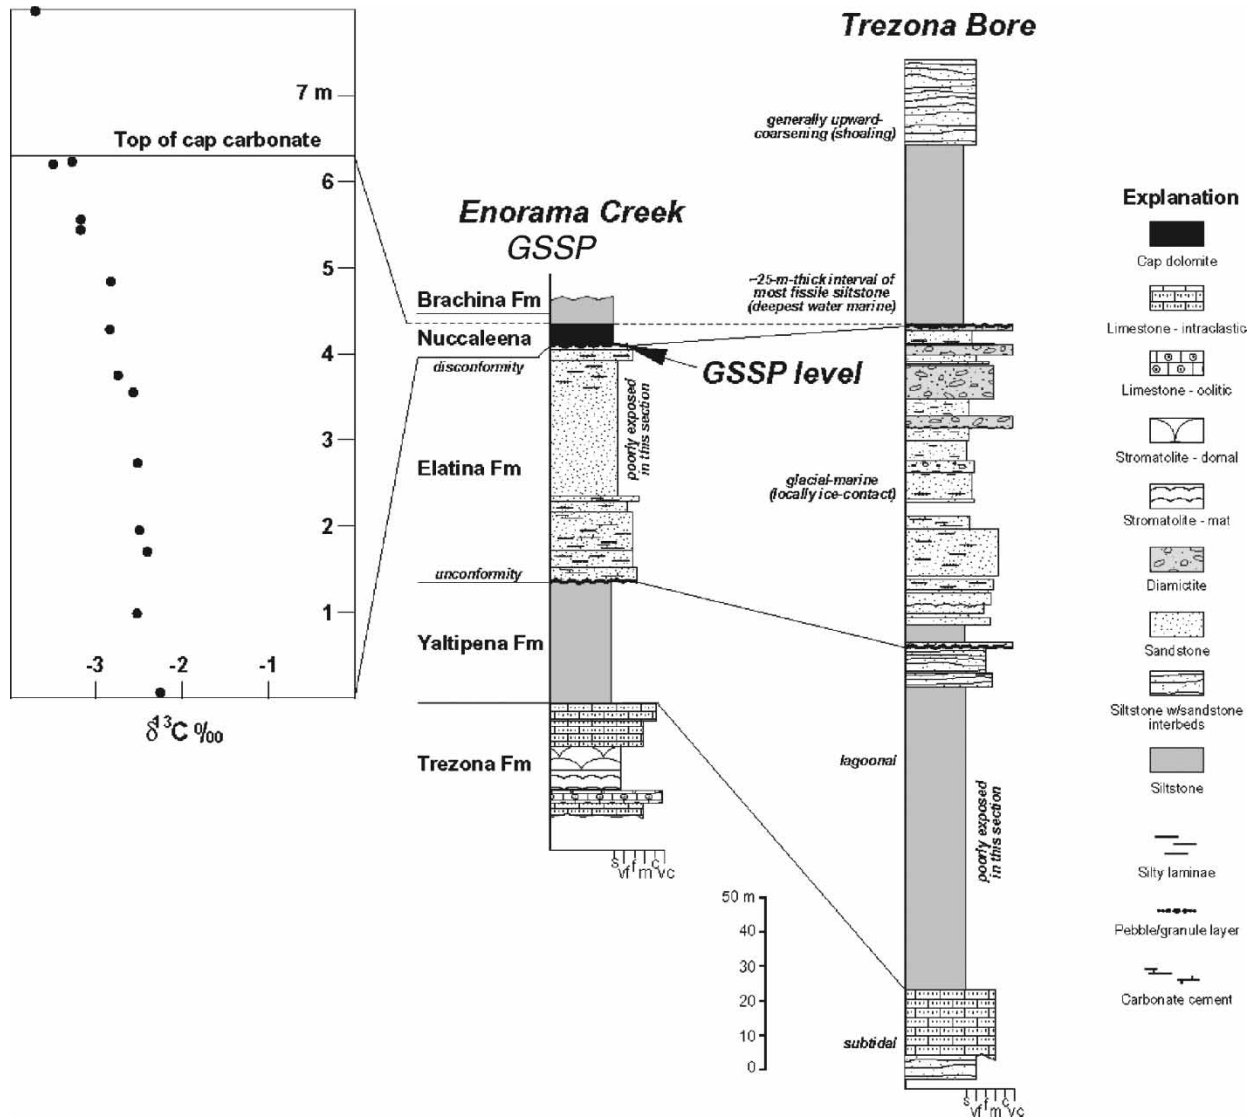 Trezona Bore
7 m
Top of cap carbonate
6
5
4
3
2
1
-3
-2
-1
δ13C ‰
Enorama Creek
GSSP
Brachina Fm
Nuccaleena
disconformity
GSSP level
Elatina Fm
poorly exposed
in this section
unconformity
Yaltipena Fm
Trezona Fm
s
vf
f
m
c
vc
50 m
40
30
20
10
0
generally upward-
coarsening (shoaling)
~25-m-thick interval of
most fissile siltstone
(deepest water marine)
glacial-marine
(locally ice-contact)
lagoonal
poorly exposed
in this section
subtidal
s
vf
f
m
c
vc
Explanation
Cap dolomite
Limestone - intraclastic
Limestone - oolitic
Stromatolite - domal
Stromatolite - mat
Diamictite
Sandstone
Siltstone w/sandstone
interbeds
Siltstone
Silty laminae
Pebble/granule layer
Carbonate cement